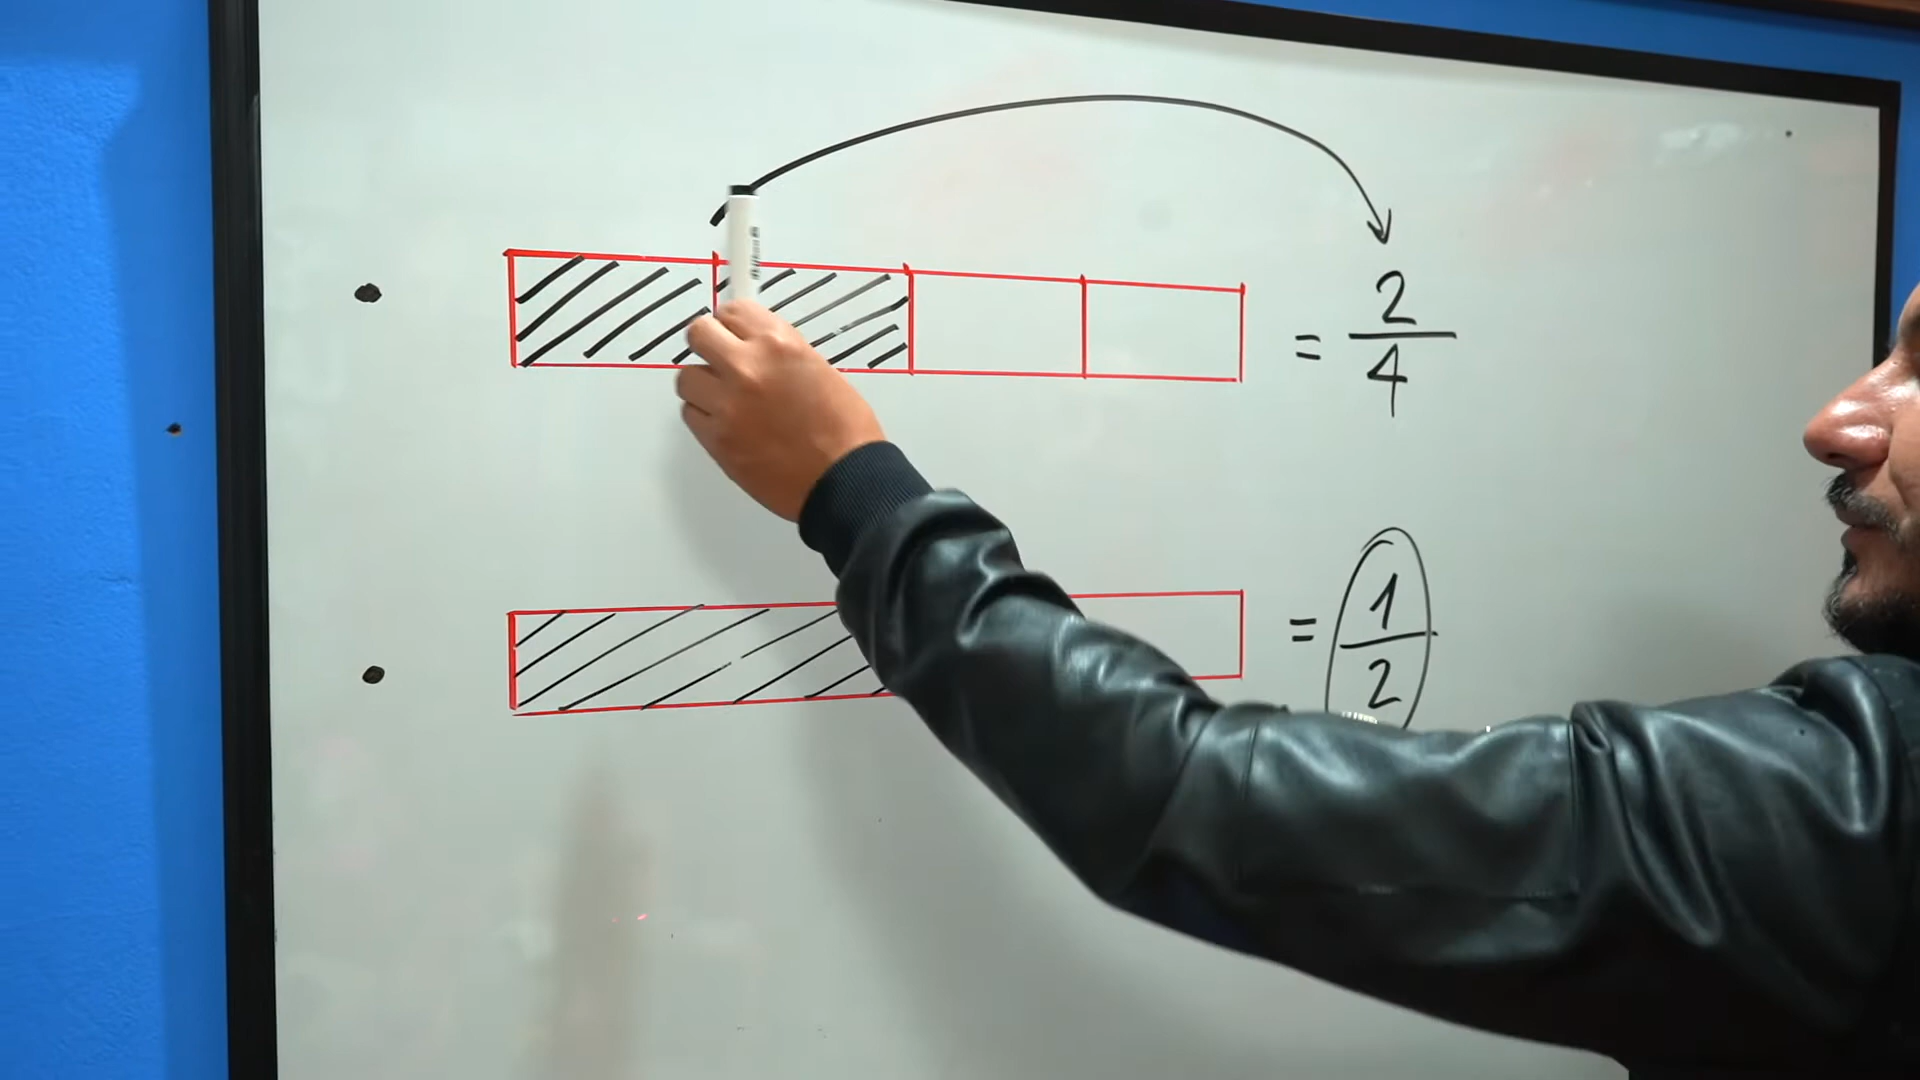 = 2/4
= 1/2